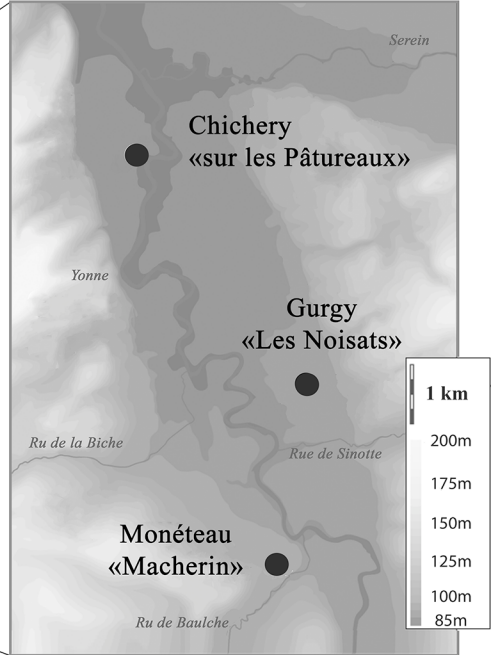 Serein
Chichery
«sur les Pâtureaux»
Yonne
Gurgy
«Les Noisats»
1 km
200m
175m
150m
125m
100m
85m
Ru de la Biche
Rue de Sinotte
Monéteau
«Macherin»
Ru de Baulche